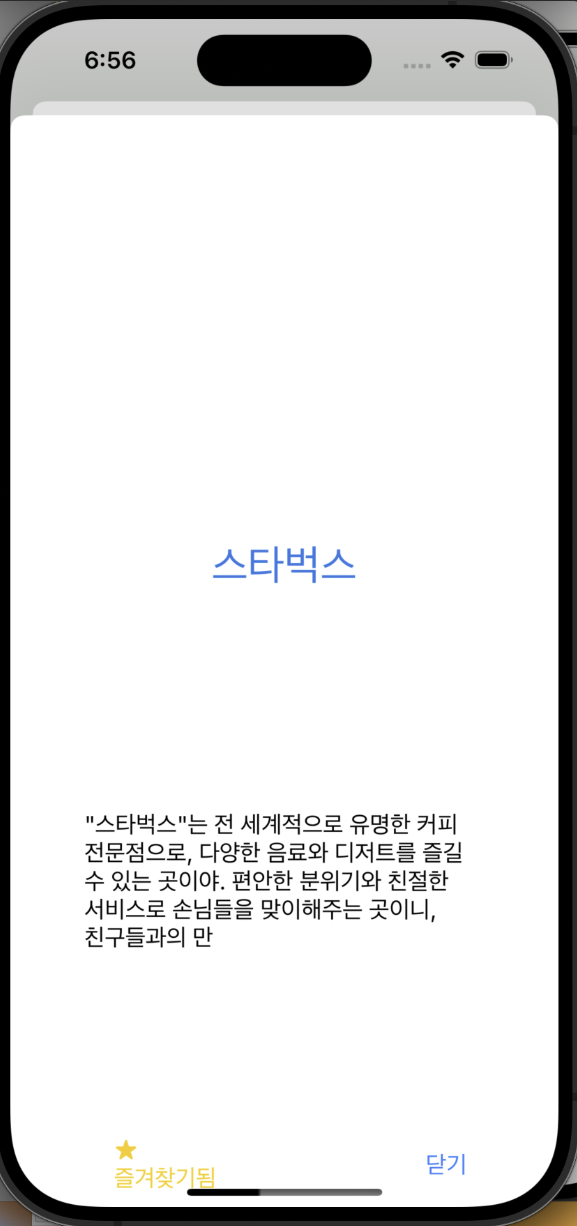 6:56
스타벅스
"스타벅스"는 전 세계적으로 유명한 커피
전문점으로, 다양한 음료와 디저트를 즐길
수 있는 곳이야. 편안한 분위기와 친절한
서비스로 손님들을 맞이해주는 곳이니,
친구들과의 만
즐겨찾기됨
닫기